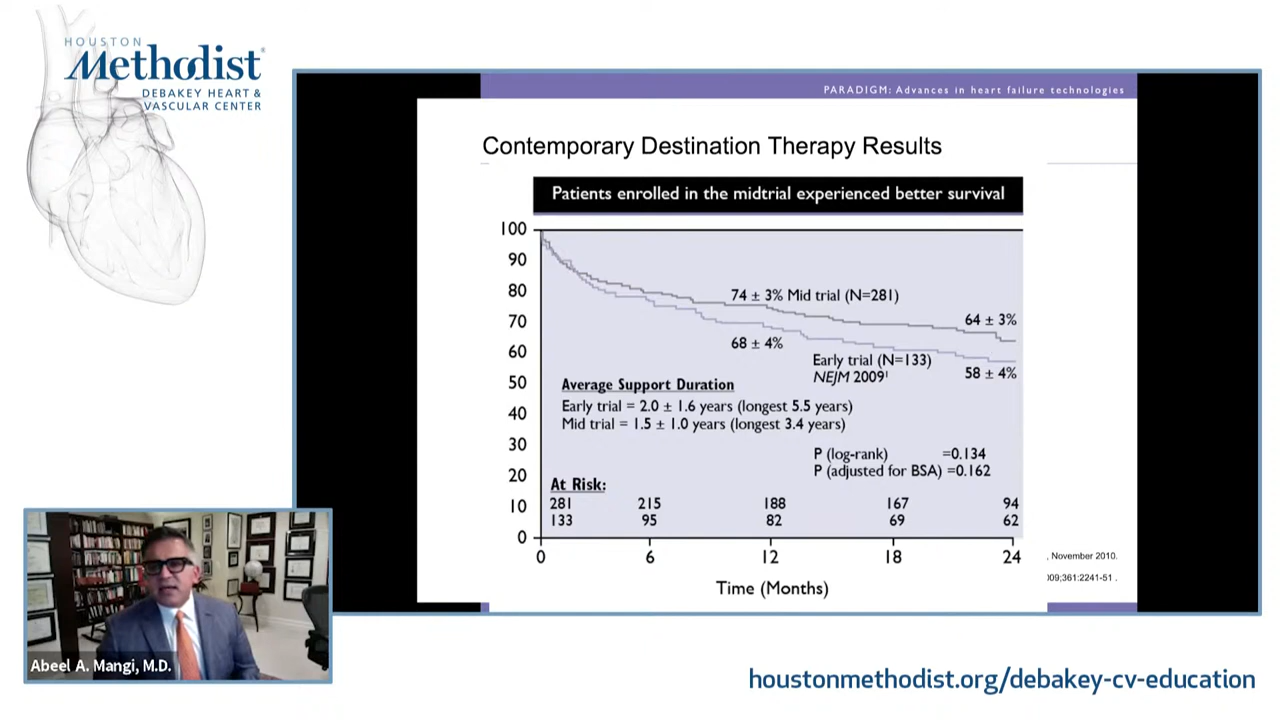 HOUSTON
Methodist
DEBAKEY HEART &
VASCULAR CENTER
PARADIGM: Advances in heart failure technologies
Contemporary Destination Therapy Results
Patients enrolled in the midtrial experienced better survival
100
90
80
70
60
50
40
30
20
10
0
74 ± 3% Mid trial (N=281)
64 ± 3%
68 ± 4%
Early trial (N=133)
NEJM 2009¹
58 ± 4%
Average Support Duration
Early trial = 2.0 ± 1.6 years (longest 5.5 years)
Mid trial = 1.5 ± 1.0 years (longest 3.4 years)
P (log-rank) =0.134
P (adjusted for BSA) =0.162
At Risk:
281 215 188 167 94
133 95 82 69 62
0 6 12 18 24
Time (Months)
, November 2010.
09;361:2241-51 .
Abeel A. Mangi, M.D.
houstonmethodist.org/debakey-cv-education